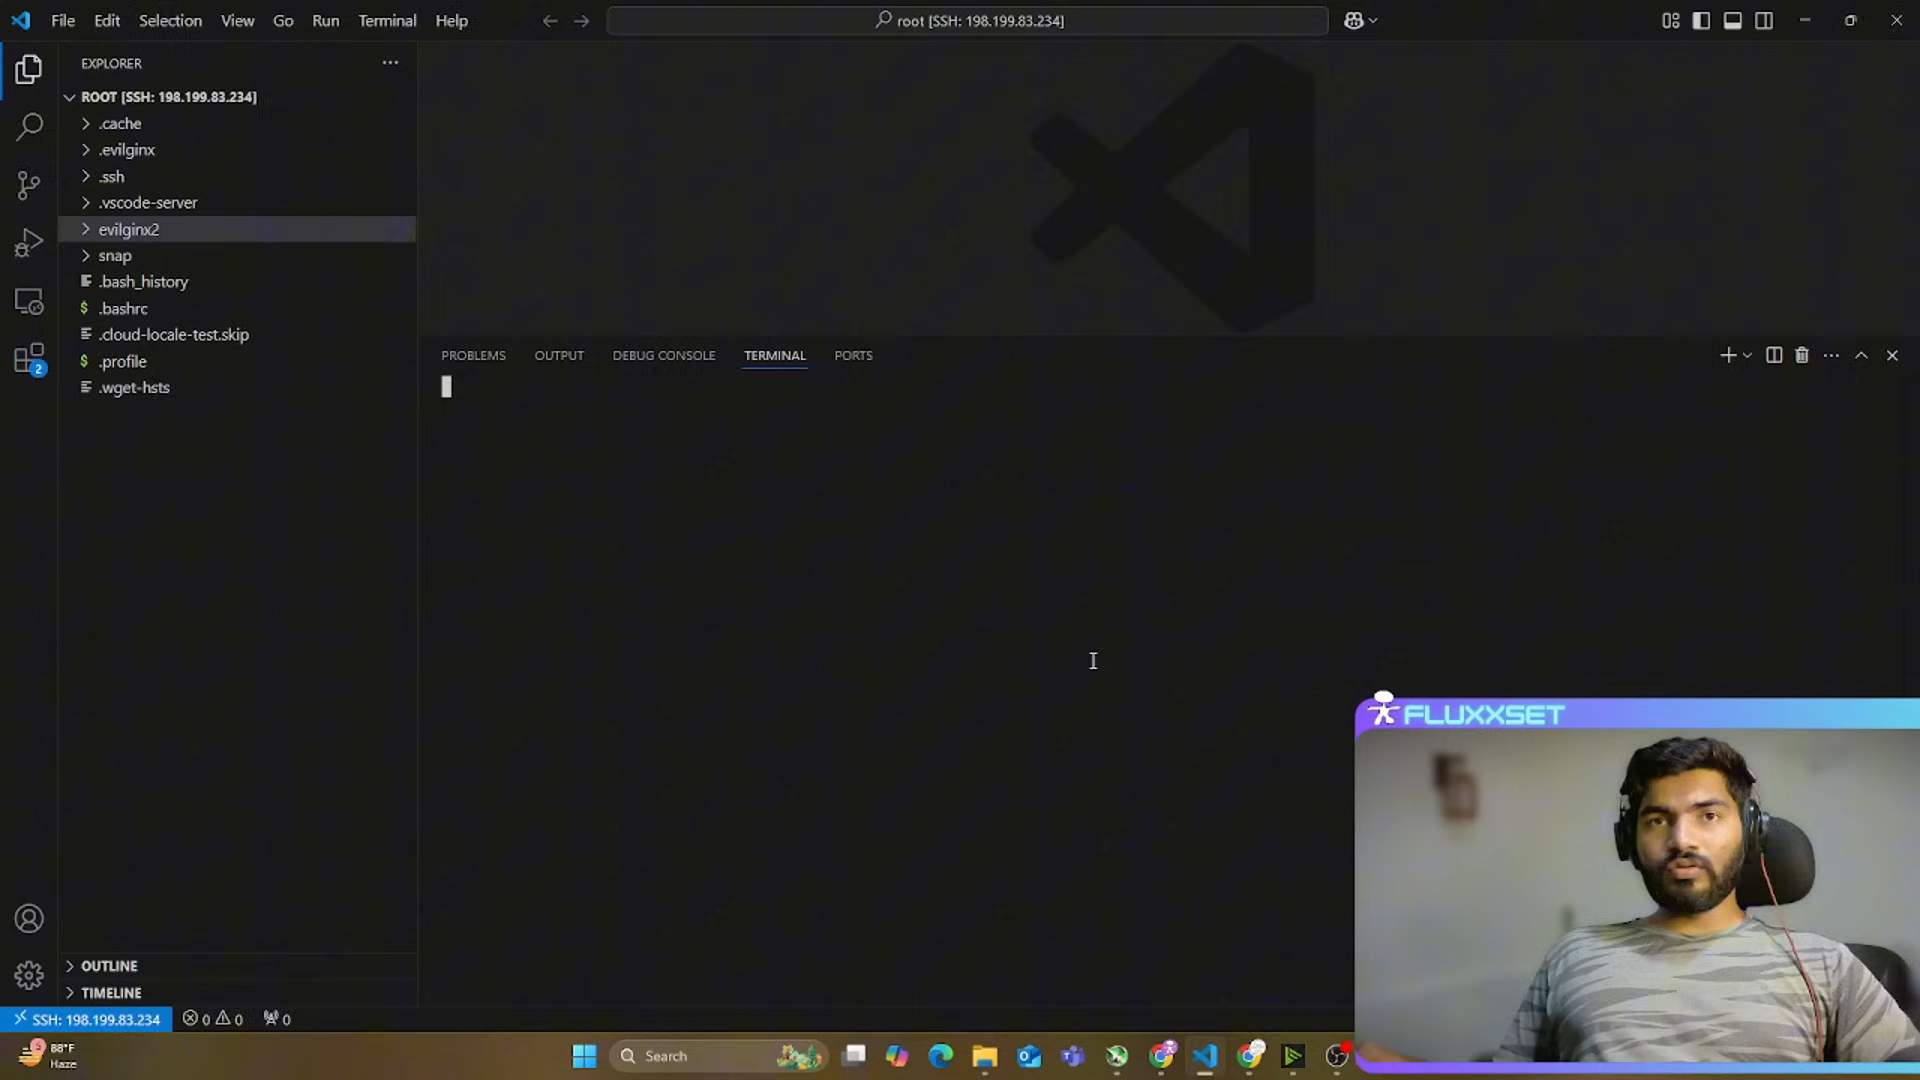 File Edit Selection View Go Run Terminal Help
root [SSH: 198.199.83.234]
EXPLORER
ROOT [SSH: 198.199.83.234]
.cache
.evilginx
.ssh
.vscode-server
evilginx2
snap
.bash_history
$ .bashrc
.cloud-locale-test.skip
$ .profile
.wget-hsts
2
PROBLEMS OUTPUT DEBUG CONSOLE TERMINAL PORTS
FLUXXSET
OUTLINE
TIMELINE
SSH: 198.199.83.234 0 0 0
88°F
Haze
Search